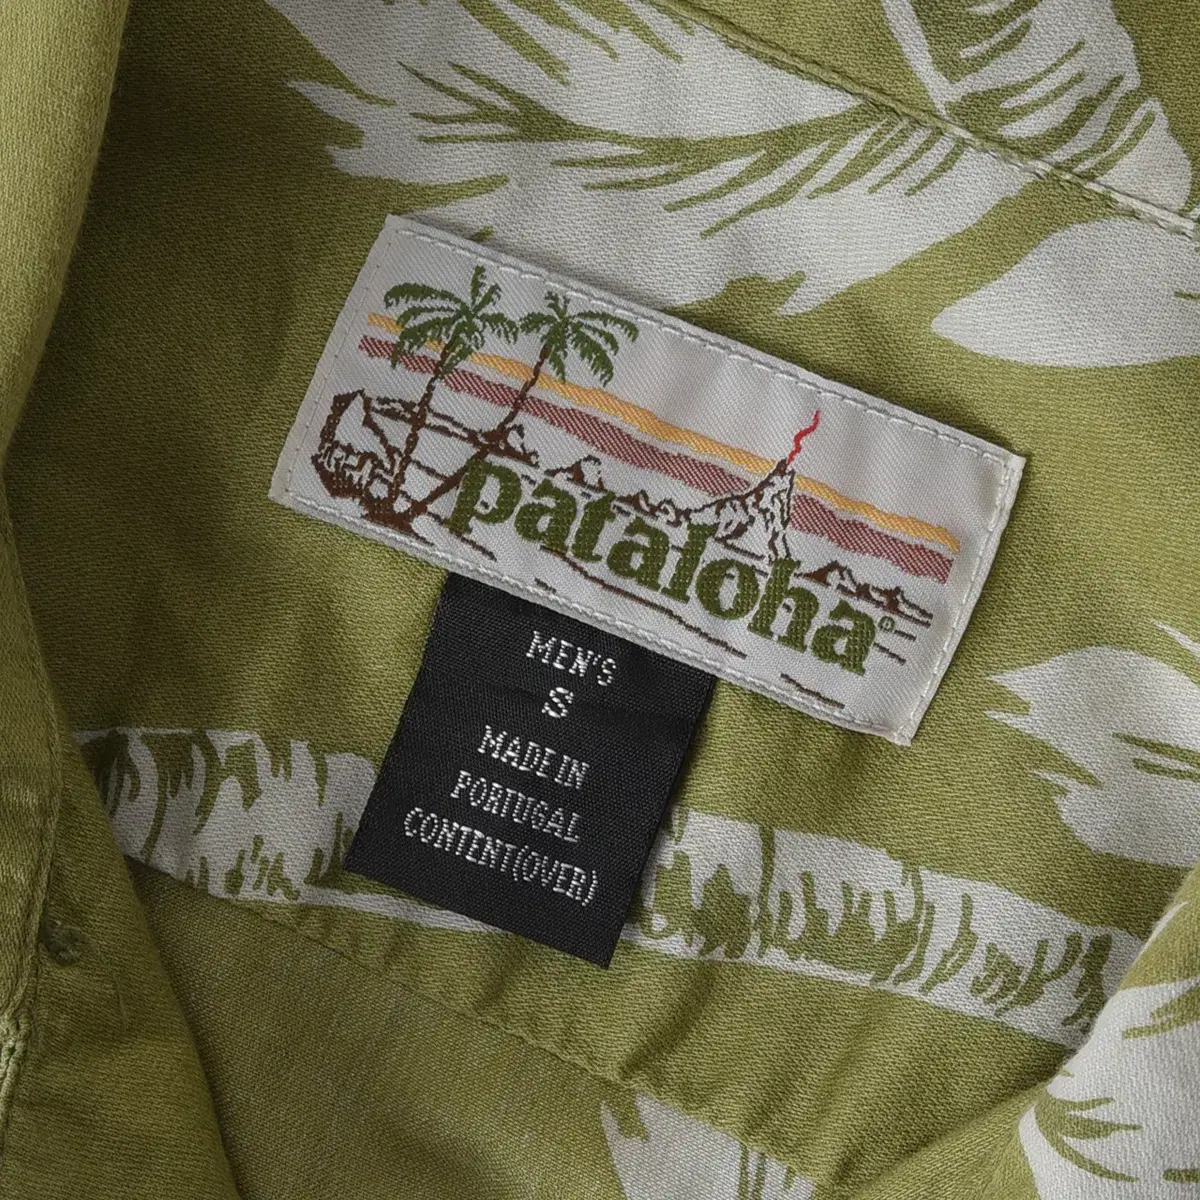 pataloha®
MEN'S
S
MADE IN
PORTUGAL
CONTENT(OVER)